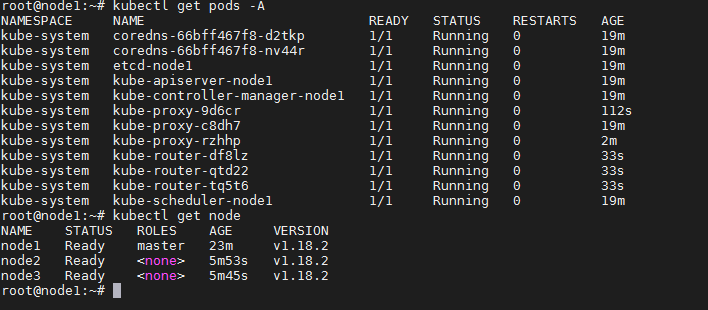 root@node1:~# kubectl get pods -A
NAMESPACE NAME READY STATUS RESTARTS AGE
kube-system coredns-66bff467f8-d2tkp 1/1 Running 0 19m
kube-system coredns-66bff467f8-nv44r 1/1 Running 0 19m
kube-system etcd-node1 1/1 Running 0 19m
kube-system kube-apiserver-node1 1/1 Running 0 19m
kube-system kube-controller-manager-node1 1/1 Running 0 19m
kube-system kube-proxy-9d6cr 1/1 Running 0 112s
kube-system kube-proxy-c8dh7 1/1 Running 0 19m
kube-system kube-proxy-rzhhp 1/1 Running 0 2m
kube-system kube-router-df8lz 1/1 Running 0 33s
kube-system kube-router-qtd22 1/1 Running 0 33s
kube-system kube-router-tq5t6 1/1 Running 0 33s
kube-system kube-scheduler-node1 1/1 Running 0 19m
root@node1:~# kubectl get node
NAME STATUS ROLES AGE VERSION
node1 Ready master 23m v1.18.2
node2 Ready <none> 5m53s v1.18.2
node3 Ready <none> 5m45s v1.18.2
root@node1:~#